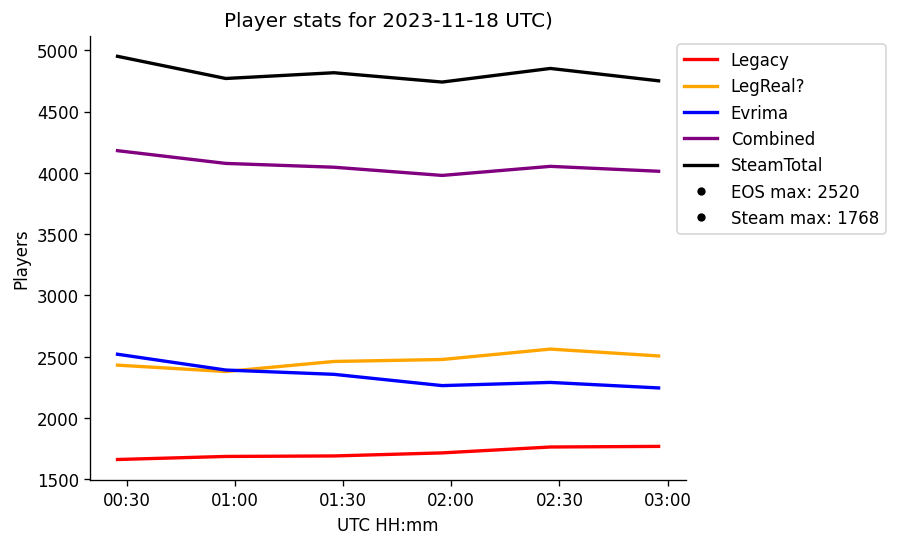 Player stats for 2023-11-18 UTC)
5000
4500
4000
3500
3000
2500
2000
1500
Players
00:30 01:00 01:30 02:00 02:30 03:00
UTC HH:mm
Legacy
LegReal?
Evrima
Combined
SteamTotal
EOS max: 2520
Steam max: 1768